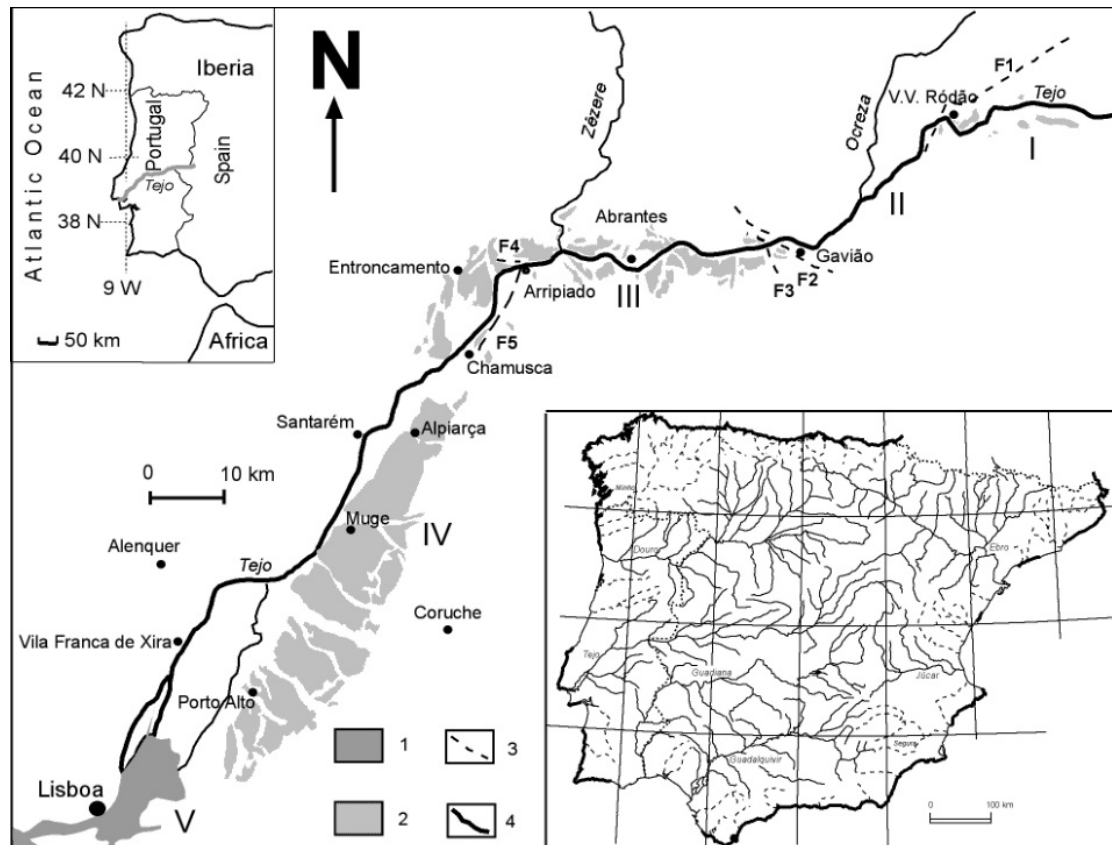 Iberia
42 N
Portugal
Spain
40 N
Tejo
38 N
Atlantic Ocean
9 W
50 km
Africa
N
Zêzere
Ocreza
F1
V.V. Ródão
Tejo
I
II
Abrantes
Entroncamento
F4
Arripiado
III
Gavião
F2
F3
F5
Chamusca
Santarém
Alpiarça
0 10 km
Muge
IV
Alenquer
Tejo
Coruche
Vila Franca de Xira
Porto Alto
Lisboa
V
1
3
2
4
Minho
Douro
Ebro
Tejo
Guadiana
Júcar
Segura
Guadalquivir
0 100 km